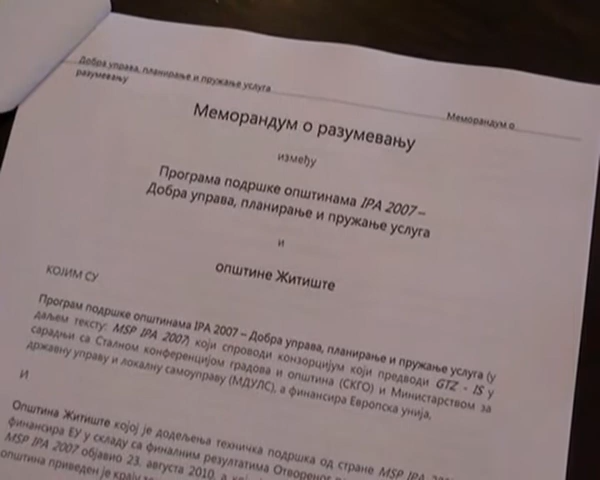 Добра управа, планирање и пружање услуга
Меморандум о
разумевању
Меморандум о разумевању
између
Програма подршке општинама IPA 2007 –
Добра управа, планирање и пружање услуга
и
општине Житиште
КОЈИМ СУ
Програм подршке општинама IPA 2007 – Добра управа, планирање и пружање услуга (у
даљем тексту: MSP IPA 2007) који спроводи конзорцијум који предводи GTZ - IS у
сарадњи са Сталном конференцијом градова и општина (СКГО) и Министарством за
државну управу и локалну самоуправу (МДУЛС), а финансира Европска унија,
И
Општина Житиште којој је додељена техничка подршка од стране MSP IPA
финансира ЕУ у складу са финалним резултатима Отвореног
MSP IPA 2007 објавио 23. августа 2010, а
општина приведен је крају